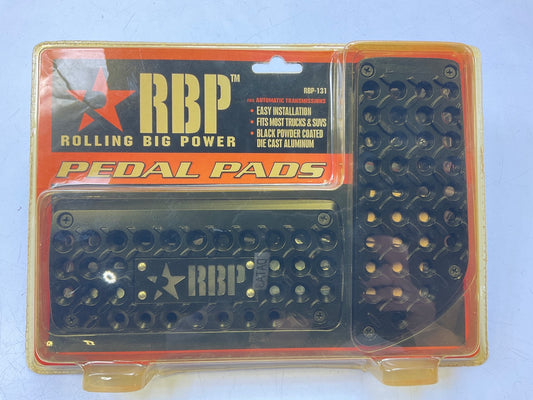 RBP™
ROLLING BIG POWER
RBP-131
FOR AUTOMATIC TRANSMISSIONS
• EASY INSTALLATION
• FITS MOST TRUCKS & SUVS
• BLACK POWDER COATED
DIE CAST ALUMINUM
PEDAL PADS
RBP